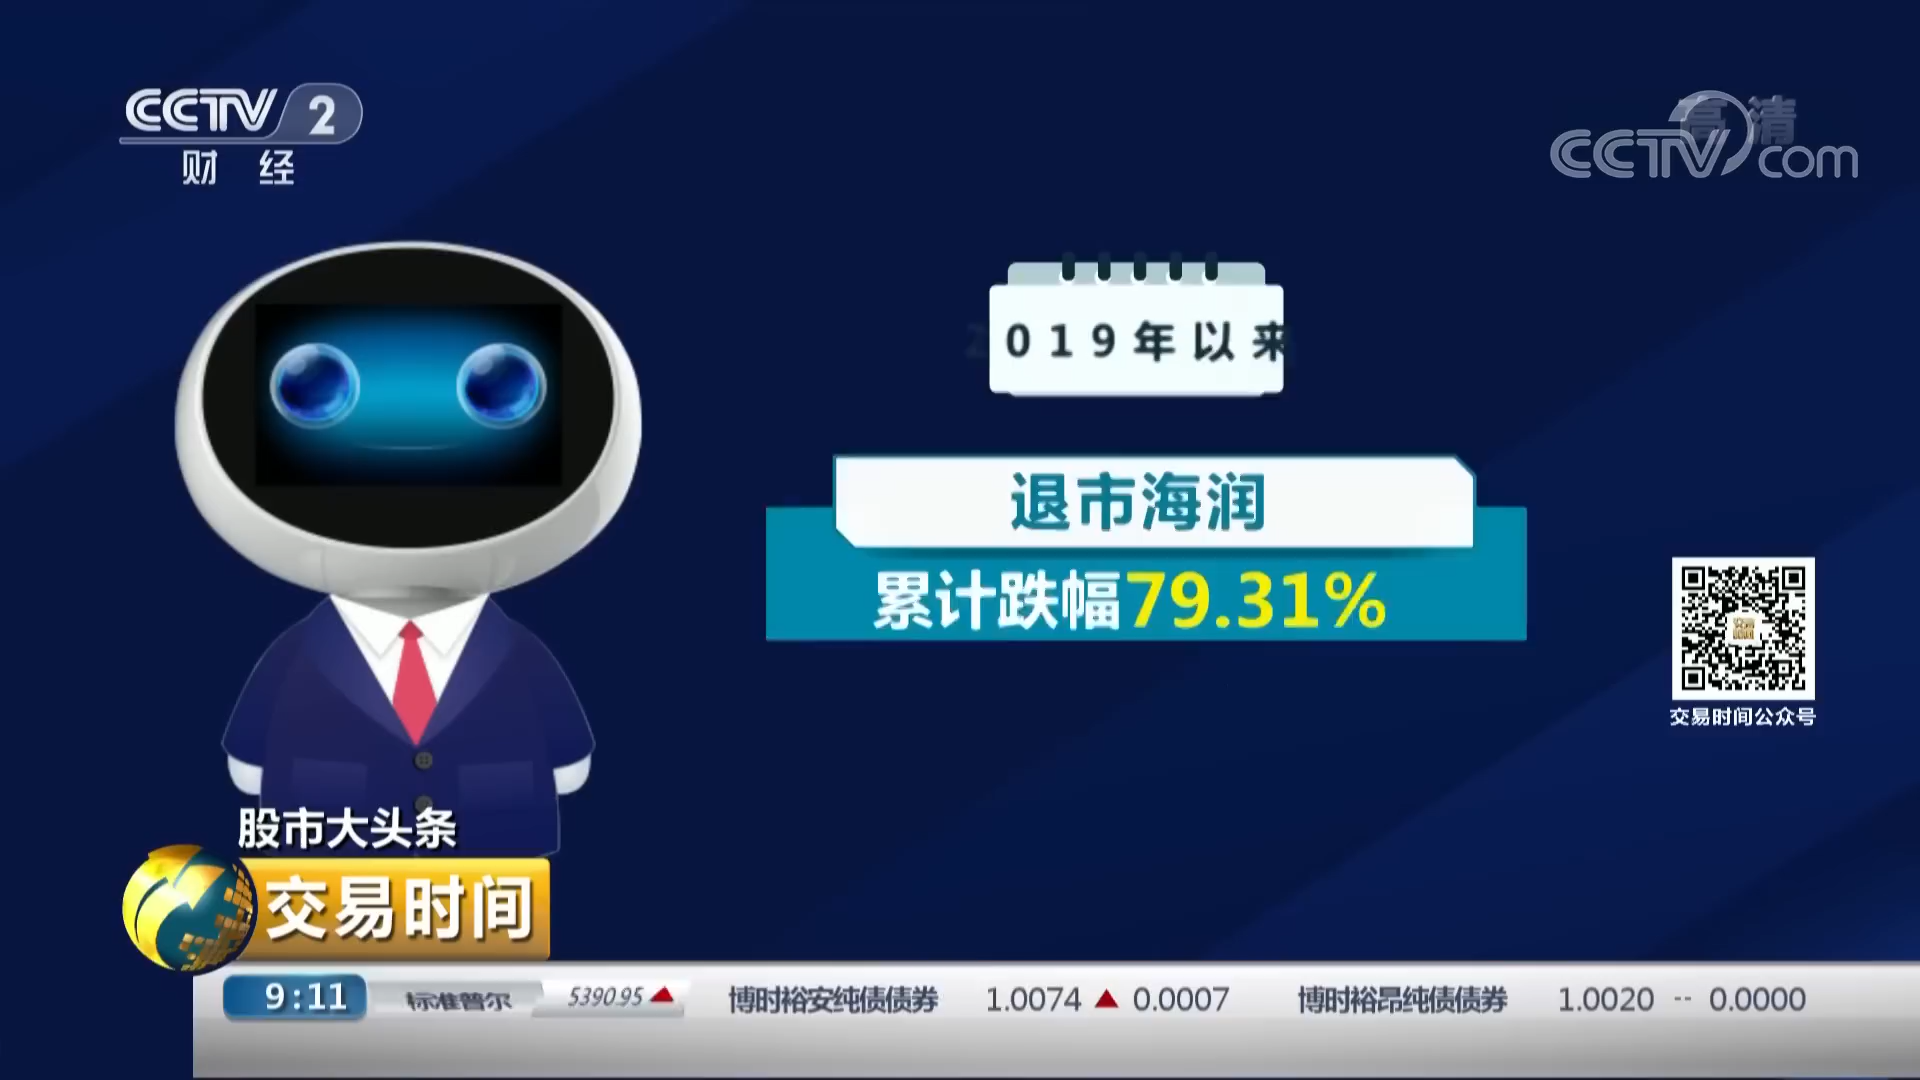 CCTV 2
财 经
高清
CCTV.com
2019年以来
退市海润
累计跌幅79.31%
交易时间公众号
股市大头条
交易时间
9:11 标准普尔 5390.95 ▲ 博时裕安纯债债券 1.0074 ▲ 0.0007 博时裕昂纯债债券 1.0020 -- 0.0000